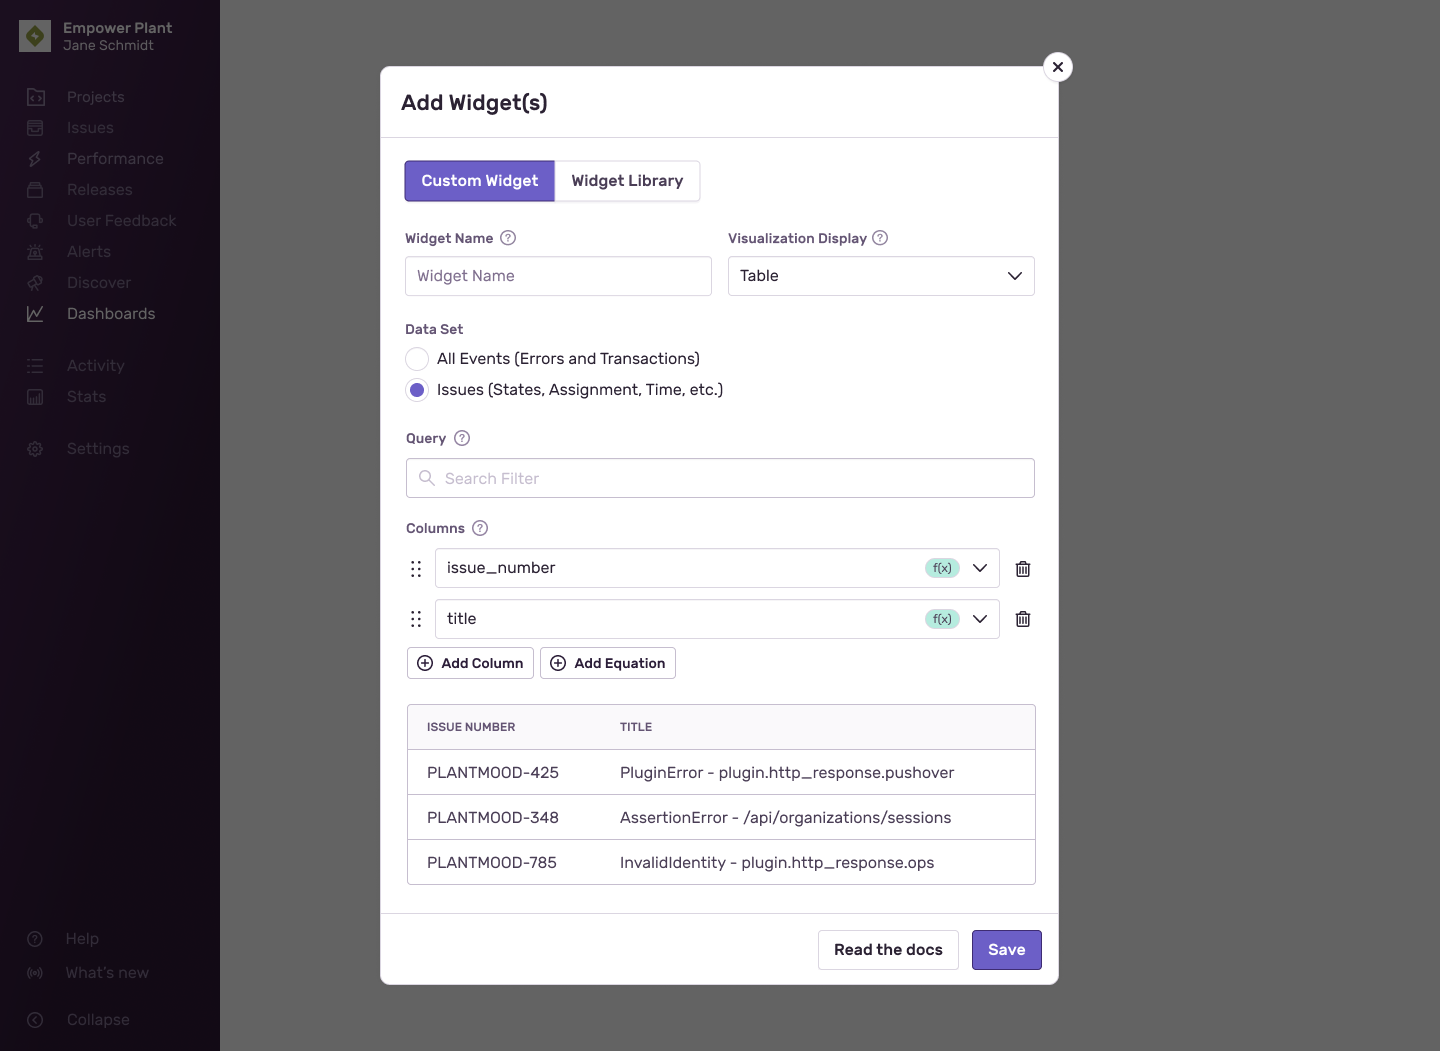 Empower Plant
Jane Schmidt
Projects
Issues
Performance
Releases
User Feedback
Alerts
Discover
Dashboards
Activity
Stats
Settings
Help
What's new
Collapse
Add Widget(s)
Custom Widget
Widget Library
Widget Name
Visualization Display
Widget Name
Table
Data Set
All Events (Errors and Transactions)
Issues (States, Assignment, Time, etc.)
Query
Search Filter
Columns
issue_number f(x)
title f(x)
Add Column Add Equation
ISSUE NUMBER TITLE
PLANTMOOD-425 PluginError - plugin.http_response.pushover
PLANTMOOD-348 AssertionError - /api/organizations/sessions
PLANTMOOD-785 InvalidIdentity - plugin.http_response.ops
Read the docs Save